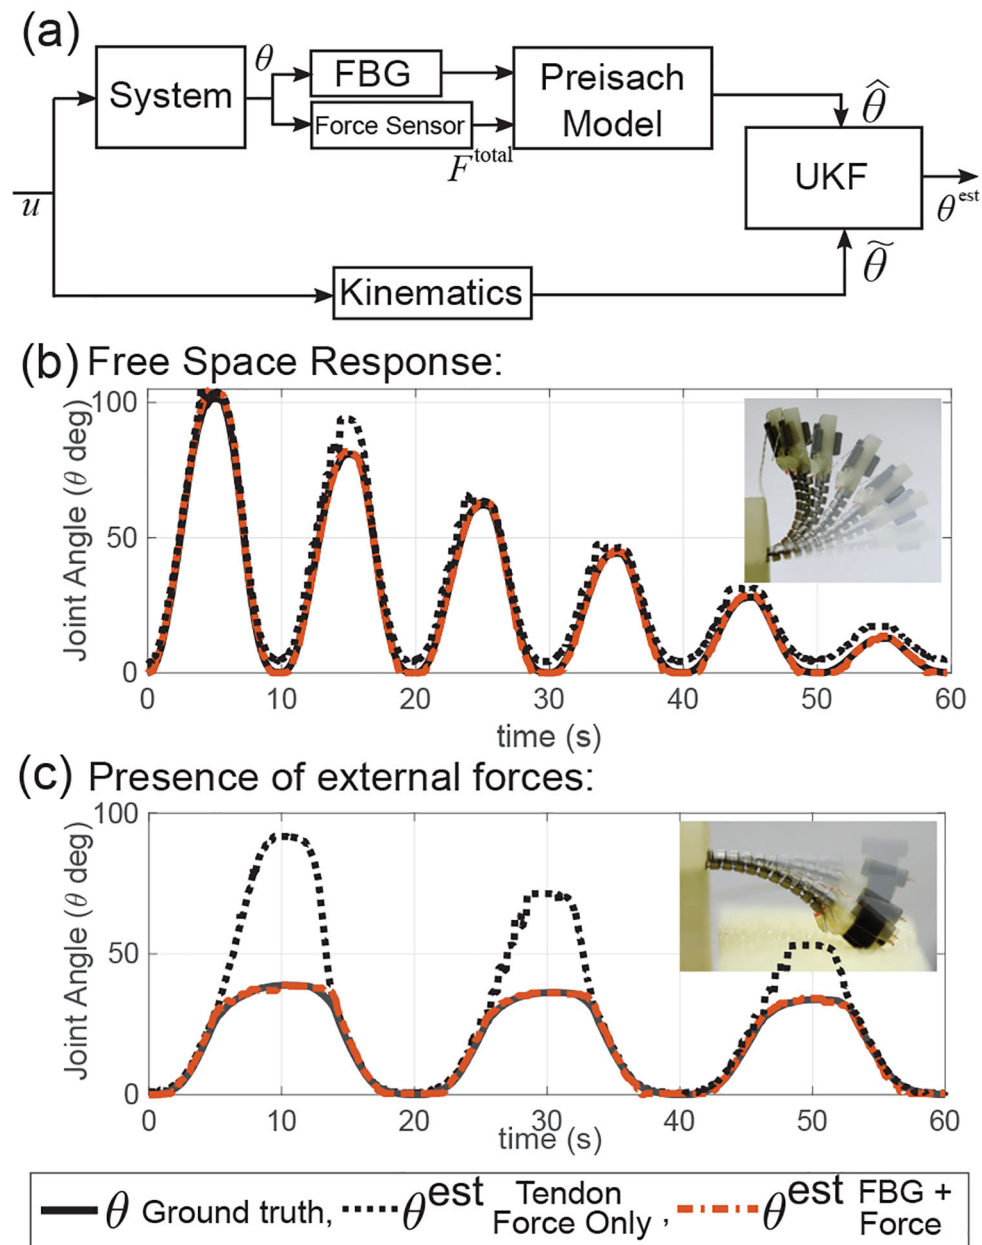 (a)
System
θ
FBG
Force Sensor
F^total
Preisach
Model
θ̂
UKF
θ^est
u
Kinematics
θ̃
(b) Free Space Response:
Joint Angle (θ deg)
100
50
0
0 10 20 30 40 50 60
time (s)
(c) Presence of external forces:
Joint Angle (θ deg)
100
50
0
0 10 20 30 40 50 60
time (s)
θ Ground truth, θ^est Tendon Force Only , θ^est FBG + Force